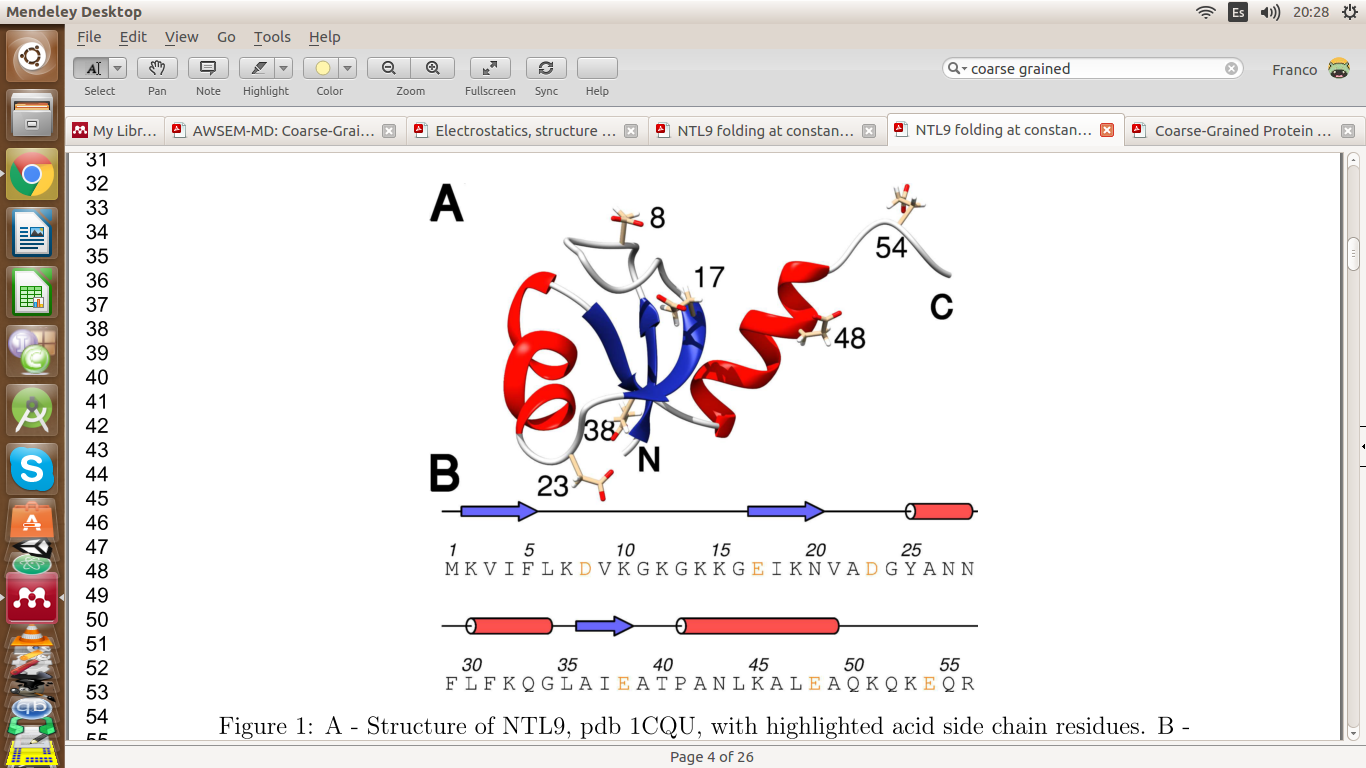 Mendeley Desktop
Es
20:28
File Edit View Go Tools Help
Select Pan Note Highlight Color Zoom Fullscreen Sync Help
coarse grained
Franco
My Libr...
AWSEM-MD: Coarse-Grai...
Electrostatics, structure ...
NTL9 folding at constan...
NTL9 folding at constan...
Coarse-Grained Protein ...
31
32
33
34
35
36
37
38
39
40
41
42
43
44
45
46
47
48
49
50
51
52
53
54
55
A
8
17
54
C
48
38
N
23
B
1 5 10 15 20 25
MKVIFLKDVKGKGKKGEIKNVADGYANN
30 35 40 45 50 55
FLFKQGLAIEATPANLKALEAQKQKEQR
Figure 1: A - Structure of NTL9, pdb 1CQU, with highlighted acid side chain residues. B -
Page 4 of 26